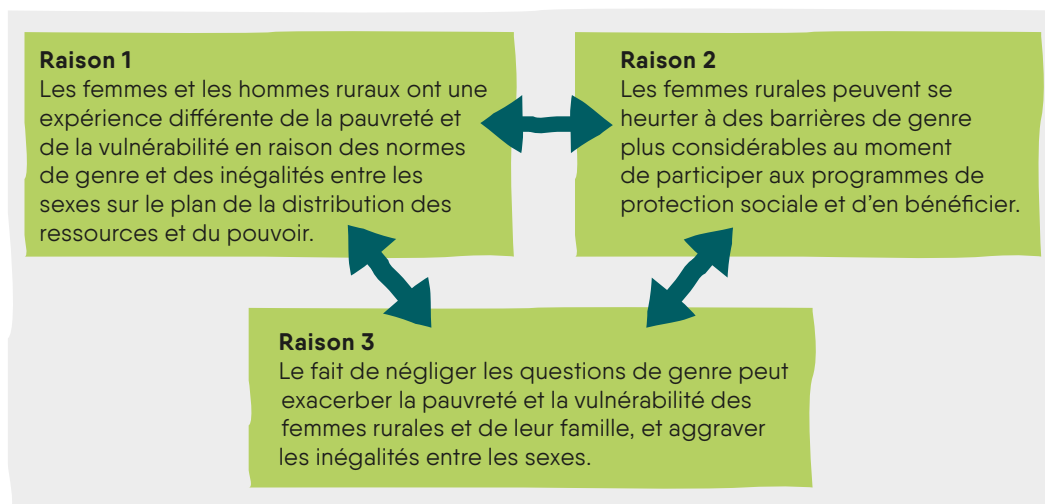 Raison 1
Les femmes et les hommes ruraux ont une
expérience différente de la pauvreté et
de la vulnérabilité en raison des normes
de genre et des inégalités entre les
sexes sur le plan de la distribution des
ressources et du pouvoir.
Raison 2
Les femmes rurales peuvent se
heurter à des barrières de genre
plus considérables au moment
de participer aux programmes de
protection sociale et d’en bénéficier.
Raison 3
Le fait de négliger les questions de genre peut
exacerber la pauvreté et la vulnérabilité des
femmes rurales et de leur famille, et aggraver
les inégalités entre les sexes.